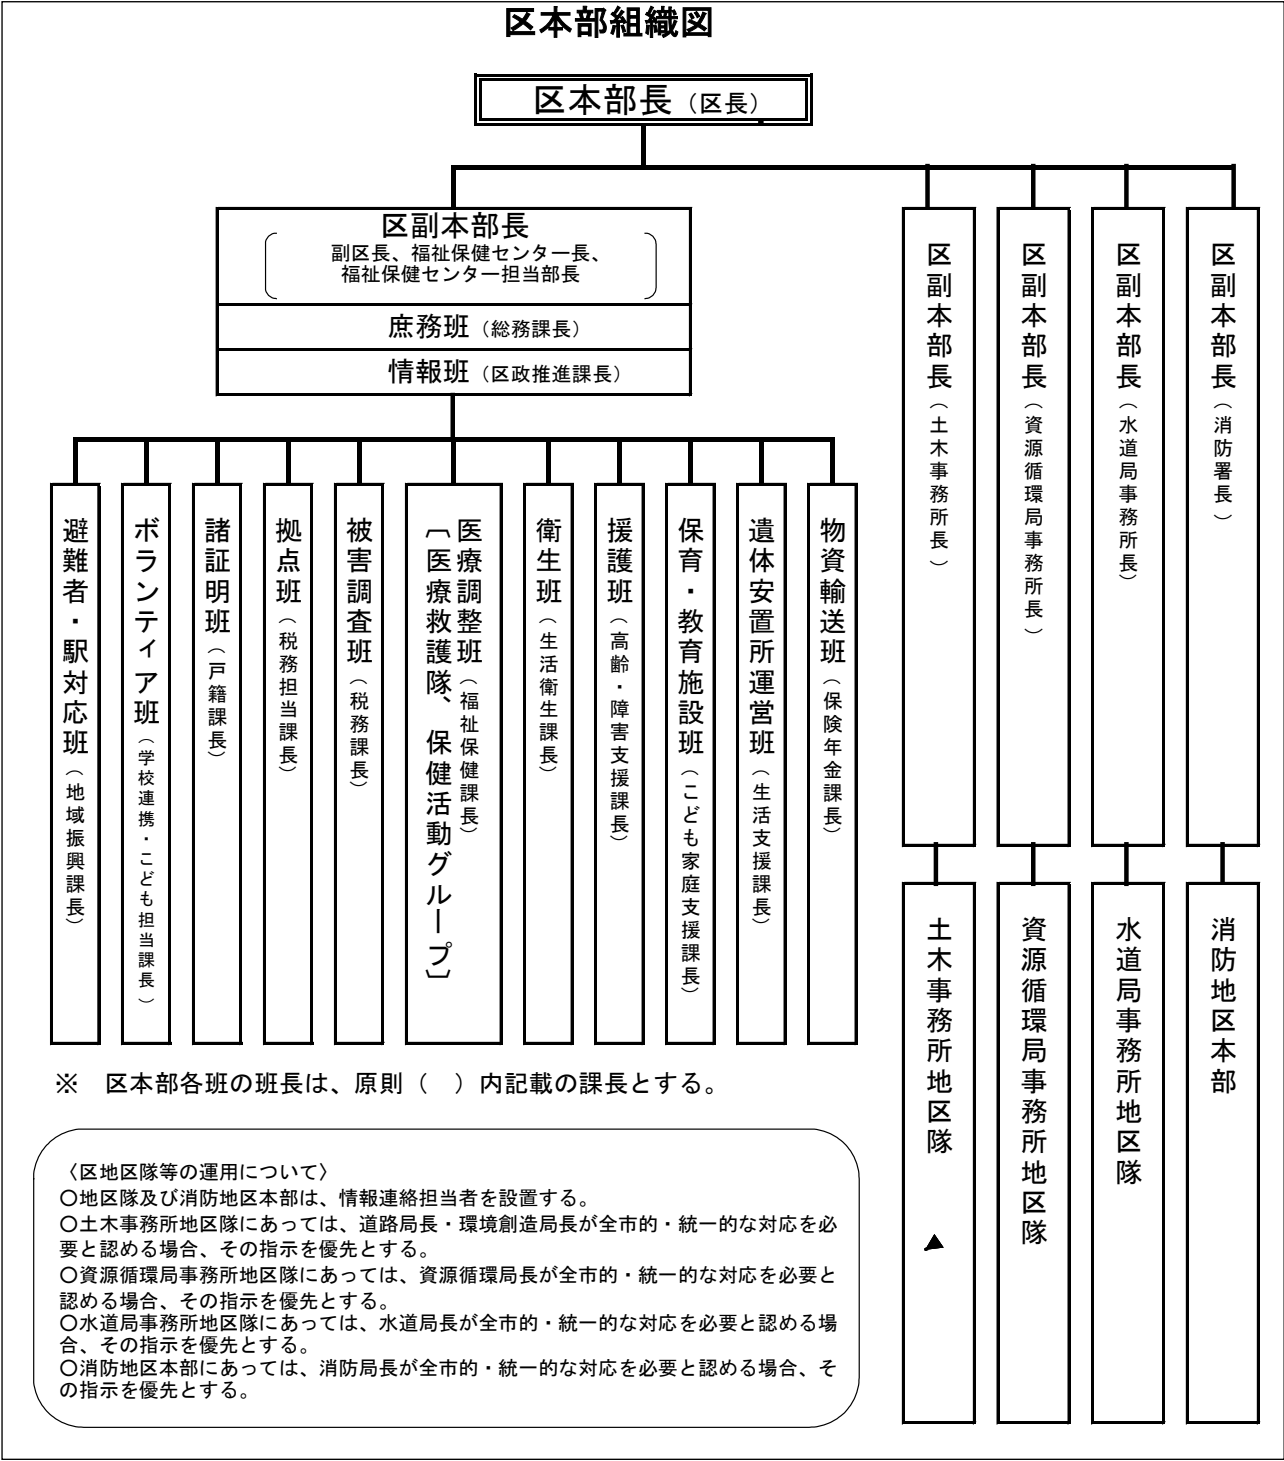 区本部組織図
区本部長（区長）
区副本部長
副区長、福祉保健センター長、
福祉保健センター担当部長
庶務班（総務課長）
情報班（区政推進課長）
避難者・駅対応班（地域振興課長）
ボランティア班（学校連携・こども担当課長）
諸証明班（戸籍課長）
拠点班（税務担当課長）
被害調査班（税務課長）
医療調整班（福祉保健課長）
〔医療救護隊、保健活動グループ〕
衛生班（生活衛生課長）
援護班（高齢・障害支援課長）
保育・教育施設班（こども家庭支援課長）
遺体安置所運営班（生活支援課長）
物資輸送班（保険年金課長）
区副本部長（土木事務所長）
区副本部長（資源循環局事務所長）
区副本部長（水道局事務所長）
区副本部長（消防署長）
土木事務所地区隊
資源循環局事務所地区隊
水道局事務所地区隊
消防地区本部
※　区本部各班の班長は、原則（　）内記載の課長とする。
〈区地区隊等の運用について〉
〇地区隊及び消防地区本部は、情報連絡担当者を設置する。
〇土木事務所地区隊にあっては、道路局長・環境創造局長が全市的・統一的な対応を必
要と認める場合、その指示を優先とする。
〇資源循環局事務所地区隊にあっては、資源循環局長が全市的・統一的な対応を必要と
認める場合、その指示を優先とする。
〇水道局事務所地区隊にあっては、水道局長が全市的・統一的な対応を必要と認める場
合、その指示を優先とする。
〇消防地区本部にあっては、消防局長が全市的・統一的な対応を必要と認める場合、そ
の指示を優先とする。